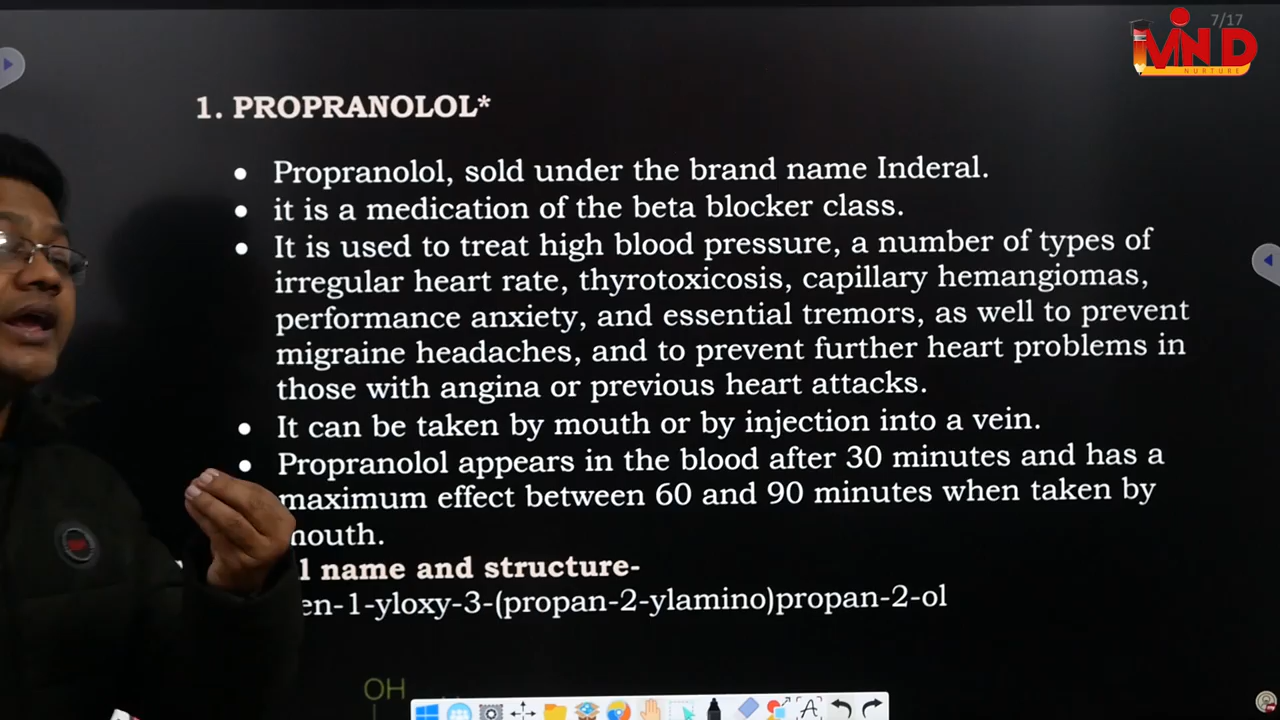 7/17
MIND
NURTURE
1. PROPRANOLOL*
• Propranolol, sold under the brand name Inderal.
• it is a medication of the beta blocker class.
• It is used to treat high blood pressure, a number of types of
irregular heart rate, thyrotoxicosis, capillary hemangiomas,
performance anxiety, and essential tremors, as well to prevent
migraine headaches, and to prevent further heart problems in
those with angina or previous heart attacks.
• It can be taken by mouth or by injection into a vein.
• Propranolol appears in the blood after 30 minutes and has a
maximum effect between 60 and 90 minutes when taken by
mouth.
l name and structure-
en-1-yloxy-3-(propan-2-ylamino)propan-2-ol
OH